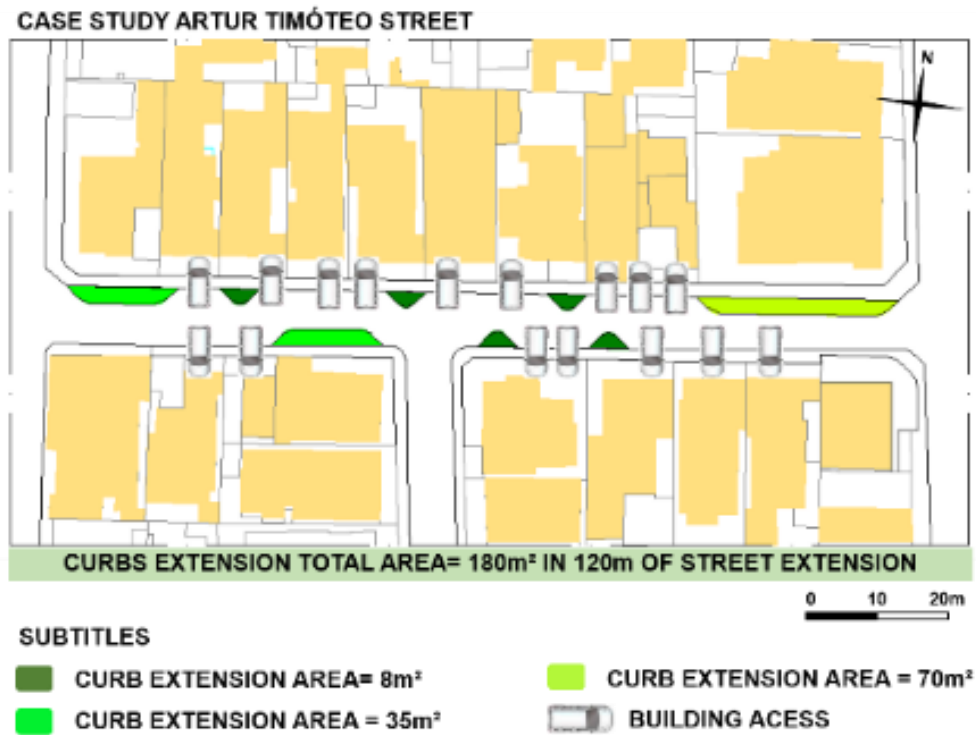 CASE STUDY ARTUR TIMÓTEO STREET
N
CURBS EXTENSION TOTAL AREA= 180m² IN 120m OF STREET EXTENSION
0 10 20m
SUBTITLES
CURB EXTENSION AREA= 8m²
CURB EXTENSION AREA = 70m²
CURB EXTENSION AREA = 35m²
BUILDING ACESS